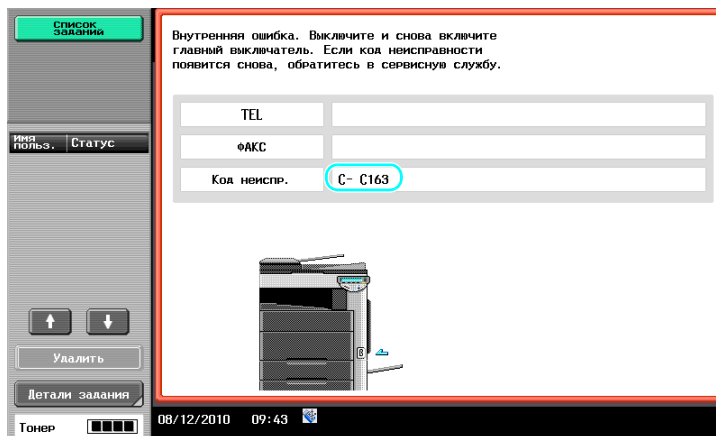 Список
заданий
Внутренняя ошибка. Выключите и снова включите
главный выключатель. Если код неисправности
появится снова, обратитесь в сервисную службу.
TEL
ФАКС
Код неиспр.
C- C163
Имя
польз.
Статус
Удалить
Детали задания
Тонер
08/12/2010 09:43